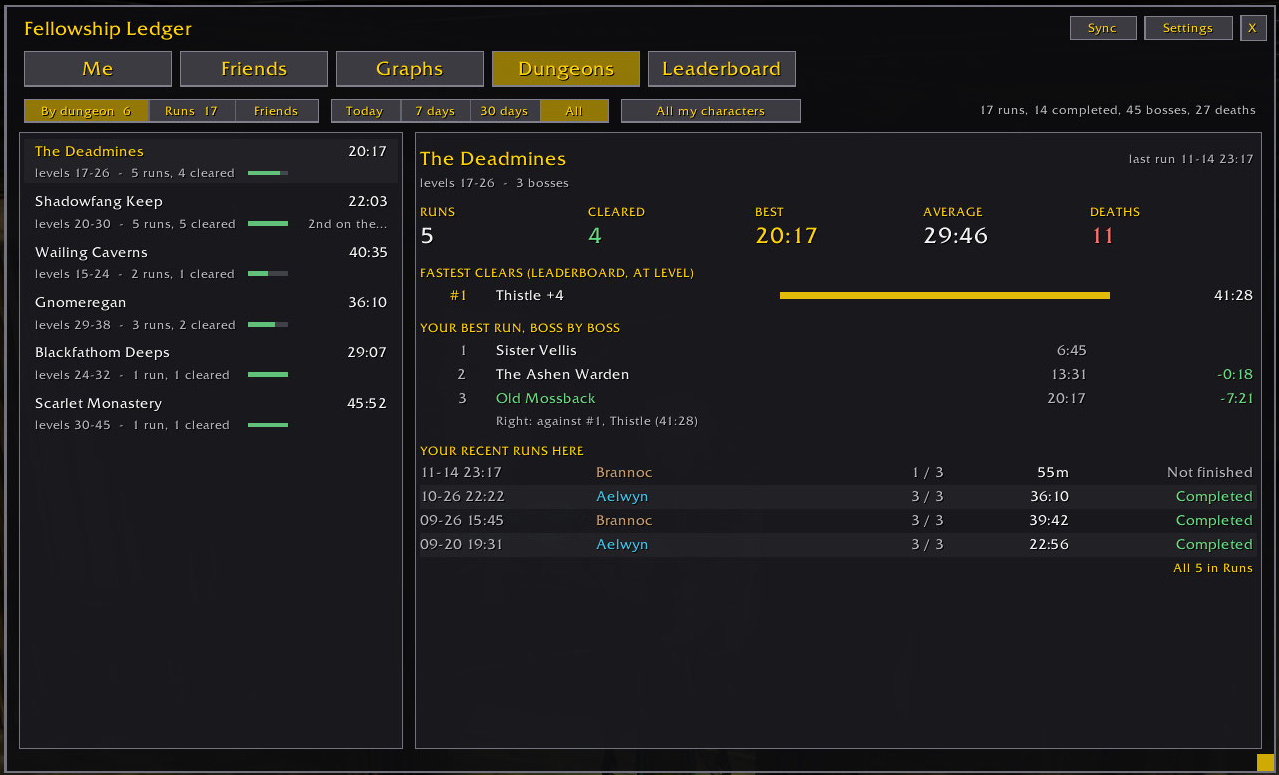 Fellowship Ledger
Sync Settings X
Me Friends Graphs Dungeons Leaderboard
By dungeon 6 Runs 17 Friends Today 7 days 30 days All All my characters 17 runs, 14 completed, 45 bosses, 27 deaths
The Deadmines 20:17
levels 17-26 - 5 runs, 4 cleared
Shadowfang Keep 22:03
levels 20-30 - 5 runs, 5 cleared 2nd on the...
Wailing Caverns 40:35
levels 15-24 - 2 runs, 1 cleared
Gnomeregan 36:10
levels 29-38 - 3 runs, 2 cleared
Blackfathom Deeps 29:07
levels 24-32 - 1 run, 1 cleared
Scarlet Monastery 45:52
levels 30-45 - 1 run, 1 cleared
The Deadmines last run 11-14 23:17
levels 17-26 - 3 bosses
RUNS CLEARED BEST AVERAGE DEATHS
5 4 20:17 29:46 11
FASTEST CLEARS (LEADERBOARD, AT LEVEL)
#1 Thistle +4 41:28
YOUR BEST RUN, BOSS BY BOSS
1 Sister Vellis 6:45
2 The Ashen Warden 13:31 -0:18
3 Old Mossback 20:17 -7:21
Right: against #1, Thistle (41:28)
YOUR RECENT RUNS HERE
11-14 23:17 Brannoc 1 / 3 55m Not finished
10-26 22:22 Aelwyn 3 / 3 36:10 Completed
09-26 15:45 Brannoc 3 / 3 39:42 Completed
09-20 19:31 Aelwyn 3 / 3 22:56 Completed
All 5 in Runs